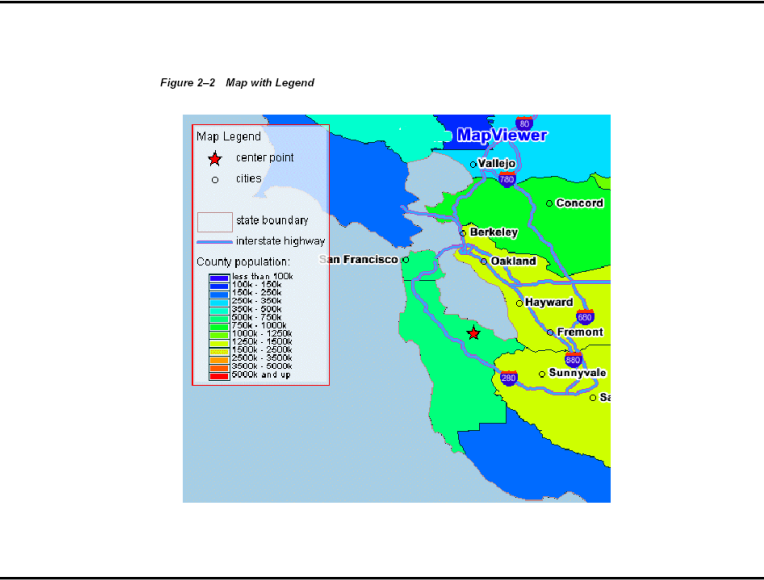 Figure 2–2 Map with Legend
80
MapViewer
Map Legend
center point
cities
Vallejo
780
Concord
state boundary
interstate highway
Berkeley
San Francisco
Oakland
County population:
less than 100k
100k - 150k
150k - 250k
250k - 350k
350k - 500k
500k - 750k
750k - 1000k
1000k - 1250k
1250k - 1500k
1500k - 2500k
2500k - 3500k
3500k - 5000k
5000k and up
Hayward
680
Fremont
880
280
Sunnyvale
Sa